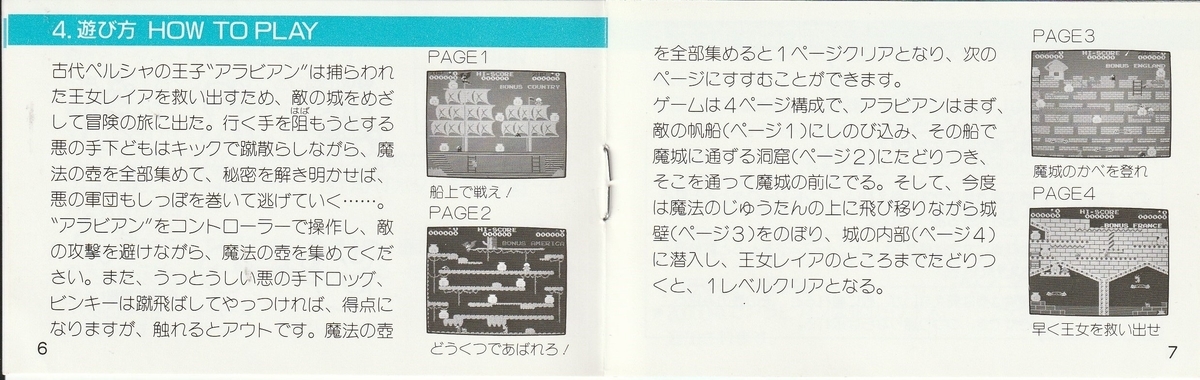 4. 遊び方 HOW TO PLAY
古代ペルシャの王子"アラビアン"は捕らわれ
た王女レイアを救い出すため、敵の城をめざ
して冒険の旅に出た。行く手を阻もうとする
はば
悪の手下どもはキックで蹴散らしながら、魔
法の壺を全部集めて、秘密を解き明かせば、
悪の軍団もしっぽを巻いて逃げていく……。
"アラビアン"をコントローラーで操作し、敵
の攻撃を避けながら、魔法の壺を集めてくだ
さい。また、うっとうしい悪の手下ロッグ、
ビンキーは蹴飛ばしてやっつければ、得点に
なりますが、触れるとアウトです。魔法の壺
6
PAGE1
HI-SCORE
000000 000000 000000
BONUS COUNTRY
船上で戦え!
PAGE2
HI-SCORE
000000 000000 000000
BONUS AMERICA
どうくつであばれろ!
を全部集めると1ページクリアとなり、次の
ページにすすむことができます。
ゲームは4ページ構成で、アラビアンはまず、
敵の帆船(ページ1)にしのび込み、その船で
魔城に通ずる洞窟(ページ2)にたどりつき、
そこを通って魔城の前にでる。そして、今度
は魔法のじゅうたんの上に飛び移りながら城
壁(ページ3)をのぼり、城の内部(ページ4)
に潜入し、王女レイアのところまでたどりつ
くと、1レベルクリアとなる。
PAGE3
HI-SCORE
000000 000000 000000
BONUS ENGLAND
魔城のかべを登れ
PAGE4
HI-SCORE
000000 000000 000000
BONUS FRANCE
早く王女を救い出せ
7